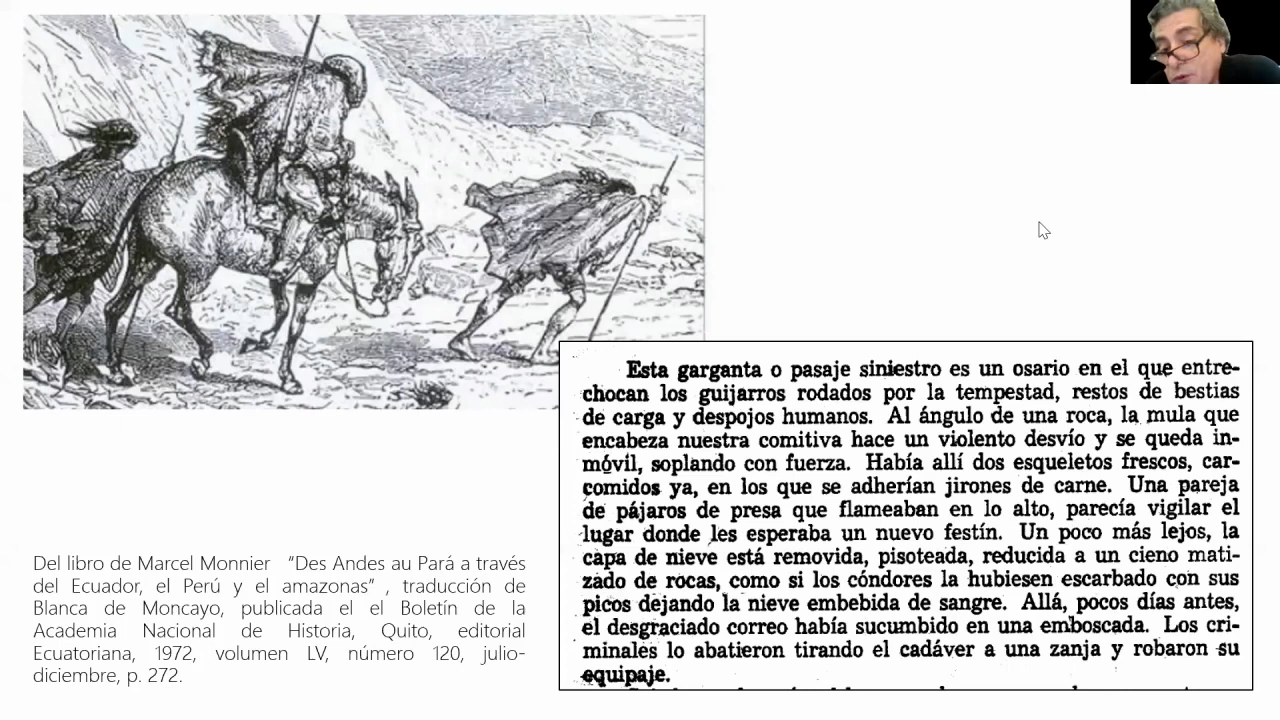 Esta garganta o pasaje siniestro es un osario en el que entre-
chocan los guijarros rodados por la tempestad, restos de bestias
de carga y despojos humanos. Al ángulo de una roca, la mula que
encabeza nuestra comitiva hace un violento desvío y se queda in-
móvil, soplando con fuerza. Había allí dos esqueletos frescos, car-
comidos ya, en los que se adherían jirones de carne. Una pareja
de pájaros de presa que flameaban en lo alto, parecía vigilar el
lugar donde les esperaba un nuevo festín. Un poco más lejos, la
capa de nieve está removida, pisoteada, reducida a un cieno mati-
zado de rocas, como si los cóndores la hubiesen escarbado con sus
picos dejando la nieve embebida de sangre. Allá, pocos días antes,
el desgraciado correo había sucumbido en una emboscada. Los cri-
minales lo abatieron tirando el cadáver a una zanja y robaron su
equipaje.
Del libro de Marcel Monnier "Des Andes au Pará a través
del Ecuador, el Perú y el amazonas" , traducción de
Blanca de Moncayo, publicada el el Boletín de la
Academia Nacional de Historia, Quito, editorial
Ecuatoriana, 1972, volumen LV, número 120, julio-
diciembre, p. 272.